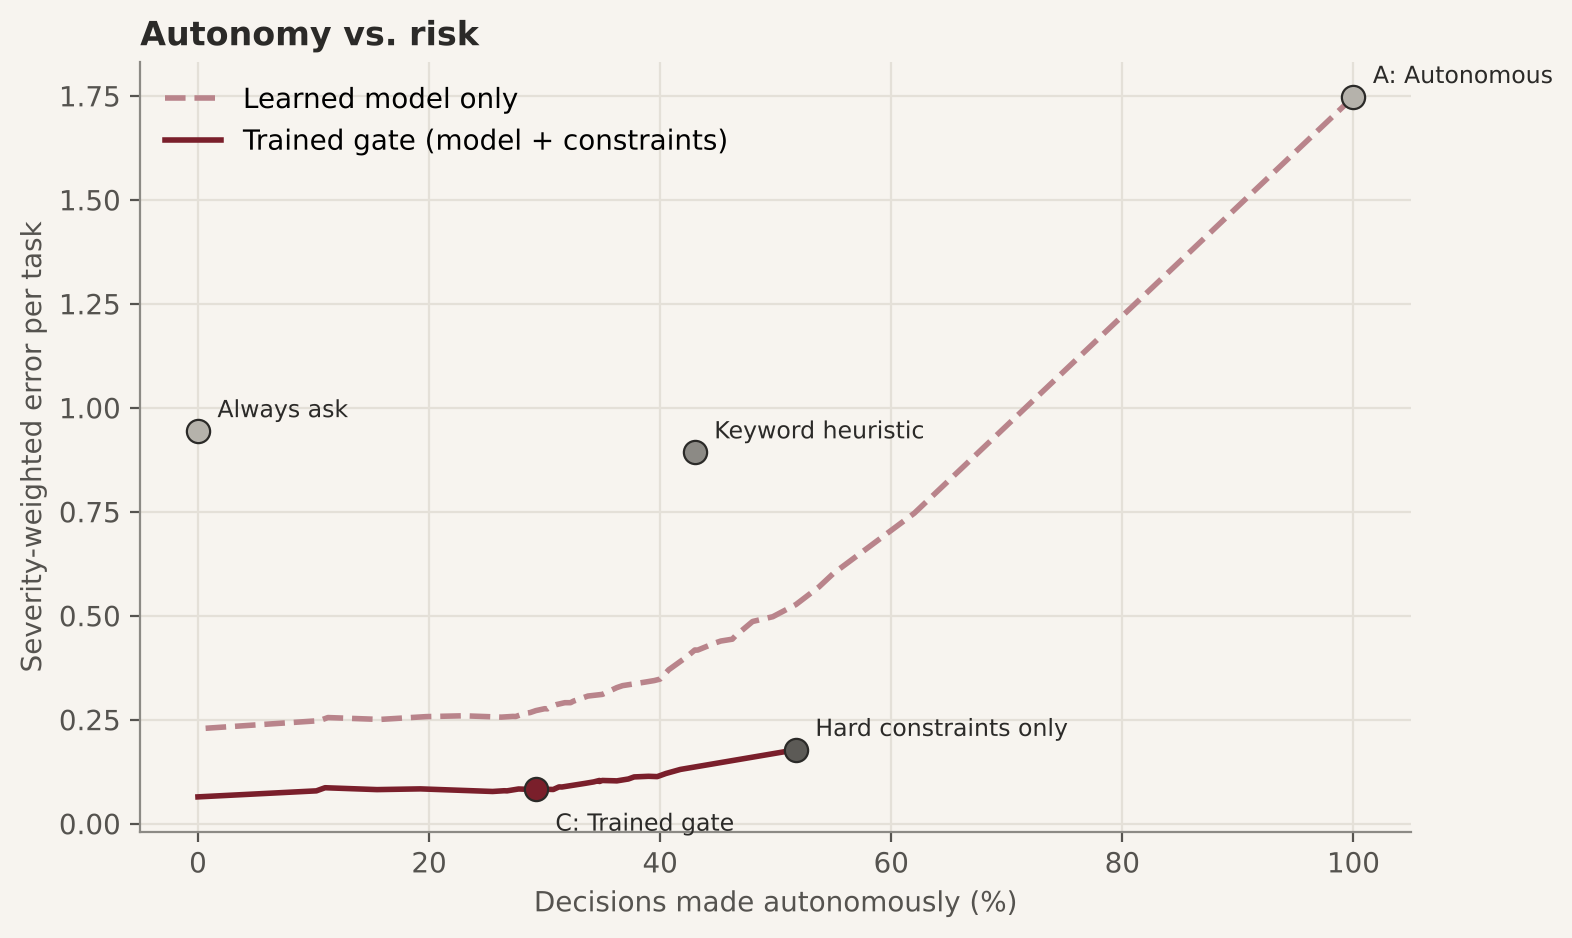 Autonomy vs. risk
Learned model only
Trained gate (model + constraints)
A: Autonomous
Always ask
Keyword heuristic
Hard constraints only
C: Trained gate
Severity-weighted error per task
1.75
1.50
1.25
1.00
0.75
0.50
0.25
0.00
0 20 40 60 80 100
Decisions made autonomously (%)